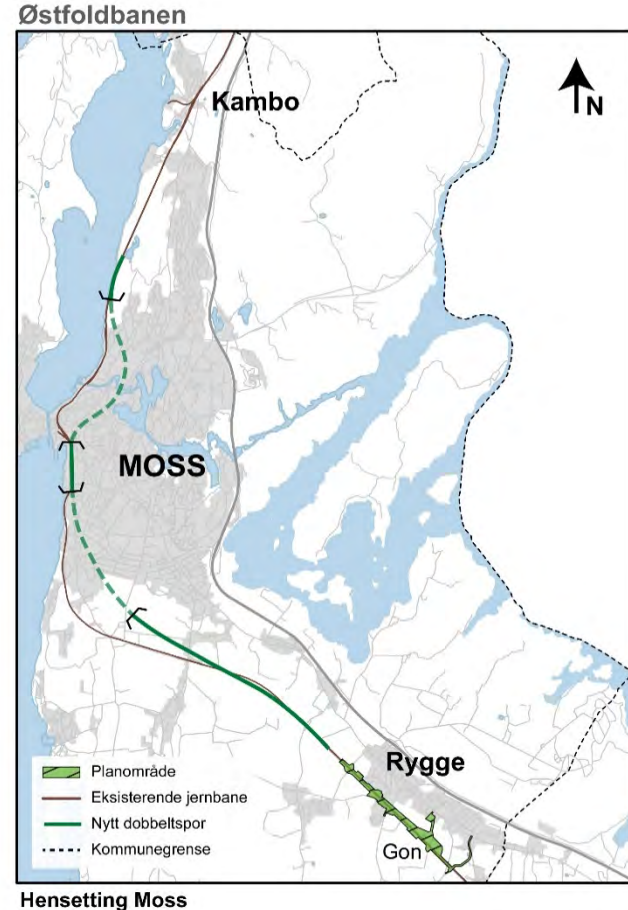 Østfoldbanen
Kambo
N
MOSS
Rygge
Gon
Planområde
Eksisterende jernbane
Nytt dobbeltspor
Kommunegrense
Hensetting Moss